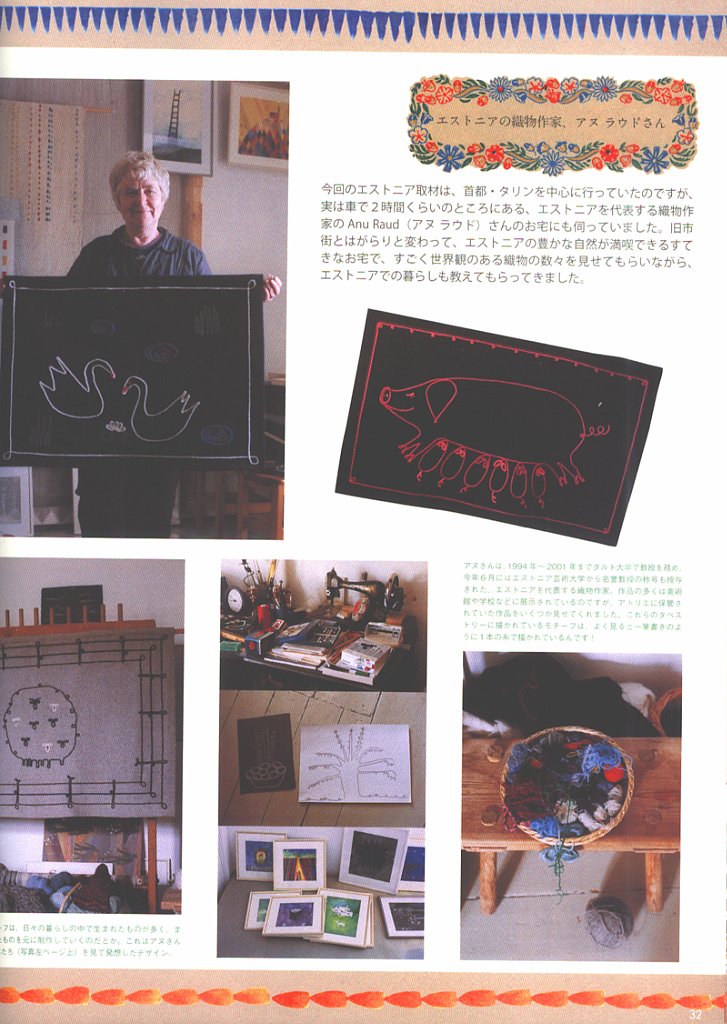 エストニアの織物作家、アヌ ラウドさん
今回のエストニア取材は、首都・タリンを中心に行っていたのですが、
実は車で2時間くらいのところにある、エストニアを代表する織物作
家の Anu Raud（アヌ ラウド）さんのお宅にも伺っていました。旧市
街とはがらりと変わって、エストニアの豊かな自然が満喫できるすて
きなお宅で、すごく世界観のある織物の数々を見せてもらいながら、
エストニアでの暮らしも教えてもらってきました。
アヌさんは、1994年〜2001年までタルト大学で教授を務め、
今年6月にはエストニア芸術大学から名誉教授の称号も授与
された、エストニアを代表する織物作家。作品の多くは美術
館や学校などに展示されているのですが、アトリエに保管さ
れていた作品をいくつか見せてくれました。これらのタペス
トリーに描かれているモチーフは、よく見ると一筆書きのよ
うに1本の糸で描かれているんです！
ーフは、日々の暮らしの中で生まれたものが多く、ま
ものを元に制作していくのだとか。これはアヌさん
たち（写真左ページ上）を見て発想したデザイン。
32